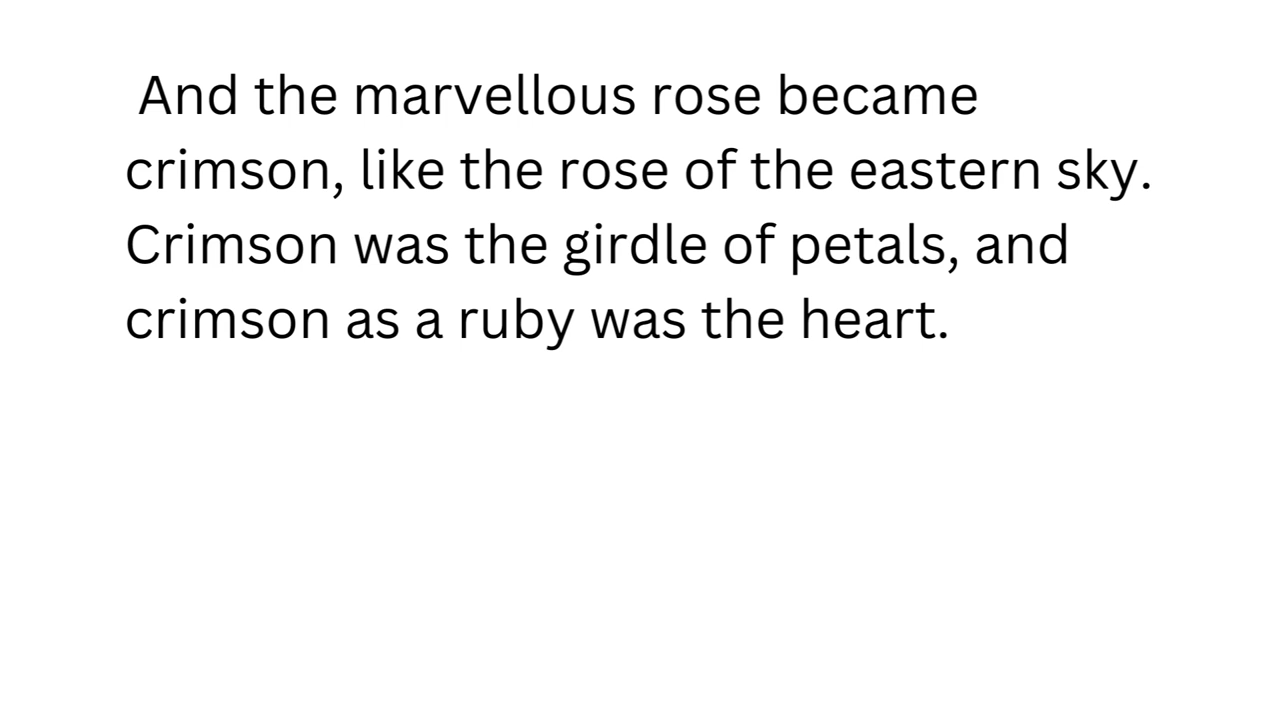 And the marvellous rose became
crimson, like the rose of the eastern sky.
Crimson was the girdle of petals, and
crimson as a ruby was the heart.